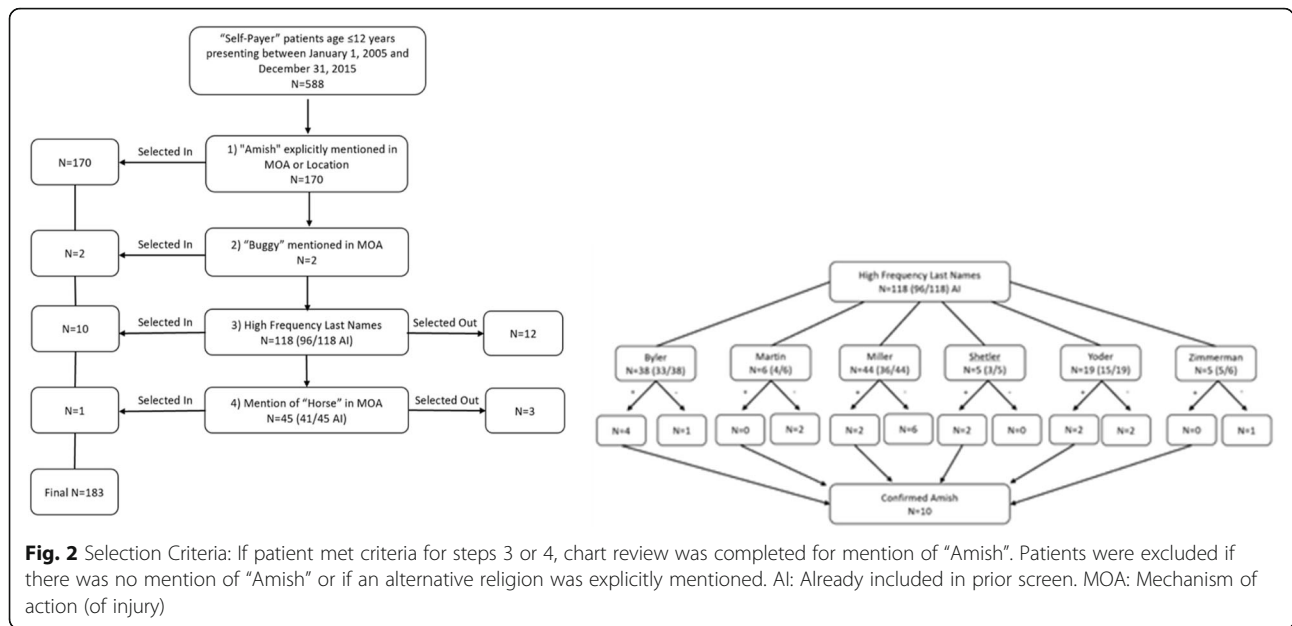 “Self-Payer” patients age ≤12 years
presenting between January 1, 2005 and
December 31, 2015
N=588
N=170
Selected In
1) "Amish" explicitly mentioned in
MOA or Location
N=170
N=2
Selected In
2) “Buggy” mentioned in MOA
N=2
N=10
Selected In
3) High Frequency Last Names
N=118 (96/118 AI)
Selected Out
N=12
N=1
Selected In
4) Mention of “Horse” in MOA
N=45 (41/45 AI)
Selected Out
N=3
Final N=183
High Frequency Last Names
N=118 (96/118) AI
Byler
N=38 (33/38)
Martin
N=6 (4/6)
Miller
N=44 (36/44)
Shetler
N=5 (3/5)
Yoder
N=19 (15/19)
Zimmerman
N=5 (5/6)
+ - + - + - + - + - + -
N=4 N=1 N=0 N=2 N=2 N=6 N=2 N=0 N=2 N=2 N=0 N=1
Confirmed Amish
N=10
Fig. 2 Selection Criteria: If patient met criteria for steps 3 or 4, chart review was completed for mention of “Amish”. Patients were excluded if
there was no mention of “Amish” or if an alternative religion was explicitly mentioned. AI: Already included in prior screen. MOA: Mechanism of
action (of injury)